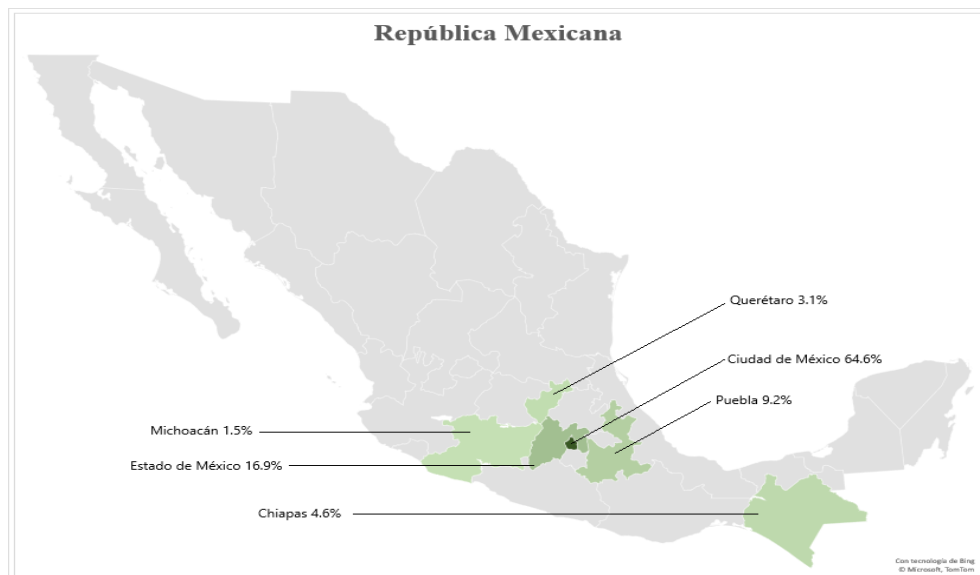 República Mexicana
Querétaro 3.1%
Ciudad de México 64.6%
Puebla 9.2%
Michoacán 1.5%
Estado de México 16.9%
Chiapas 4.6%
Con tecnología de Bing
© Microsoft, TomTom